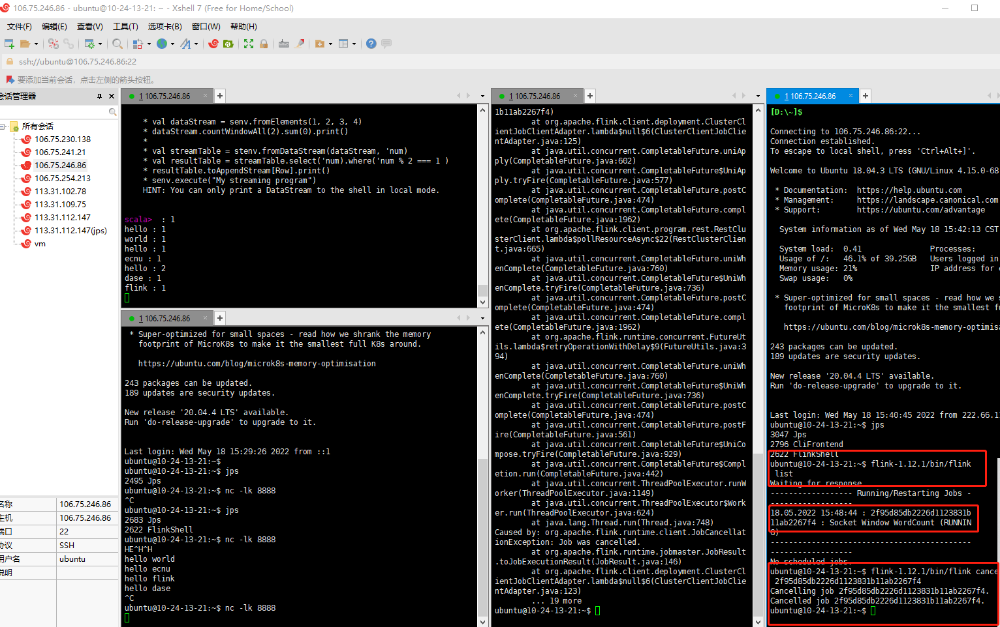 106.75.246.86 - ubuntu@10-24-13-21: ~ - Xshell 7 (Free for Home/School)
文件(F) 编辑(E) 查看(V) 工具(T) 选项卡(B) 窗口(W) 帮助(H)
ssh://ubuntu@106.75.246.86:22
要添加当前会话，点击左侧的箭头按钮。
会话管理器
所有会话
106.75.230.138
106.75.241.21
106.75.246.86
106.75.254.213
113.31.102.78
113.31.109.75
113.31.112.147
113.31.112.147(jps)
vm
名称 106.75.246.86
主机 106.75.246.86
端口 22
协议 SSH
用户名 ubuntu
说明
1 106.75.246.86
* val dataStream = senv.fromElements(1, 2, 3, 4)
* dataStream.countWindowAll(2).sum(0).print()
*
* val streamTable = stenv.fromDataStream(dataStream, 'num)
* val resultTable = streamTable.select('num).where('num % 2 === 1 )
* resultTable.toAppendStream[Row].print()
* senv.execute("My streaming program")
HINT: You can only print a DataStream to the shell in local mode.
scala>  : 1
hello : 1
world : 1
hello : 1
ecnu : 1
hello : 2
dase : 1
flink : 1
1 106.75.246.86
* Super-optimized for small spaces - read how we shrank the memory
footprint of MicroK8s to make it the smallest full K8s around.
https://ubuntu.com/blog/microk8s-memory-optimisation
243 packages can be updated.
189 updates are security updates.
New release '20.04.4 LTS' available.
Run 'do-release-upgrade' to upgrade to it.
Last login: Wed May 18 15:29:26 2022 from ::1
ubuntu@10-24-13-21:~$
ubuntu@10-24-13-21:~$ jps
2495 Jps
ubuntu@10-24-13-21:~$ nc -lk 8888
^C
ubuntu@10-24-13-21:~$ jps
2683 Jps
2622 FlinkShell
ubuntu@10-24-13-21:~$ nc -lk 8888
HE^H^H
hello world
hello ecnu
hello flink
hello dase
^C
ubuntu@10-24-13-21:~$ nc -lk 8888
1 106.75.246.86
1b11ab2267f4)
at org.apache.flink.client.deployment.ClusterCl
ientJobClientAdapter.lambda$null$6(ClusterClientJobClie
ntAdapter.java:125)
at java.util.concurrent.CompletableFuture.uniAp
ply(CompletableFuture.java:602)
at java.util.concurrent.CompletableFuture$UniAp
ply.tryFire(CompletableFuture.java:577)
at java.util.concurrent.CompletableFuture.postC
omplete(CompletableFuture.java:474)
at java.util.concurrent.CompletableFuture.compl
ete(CompletableFuture.java:1962)
at org.apache.flink.client.program.rest.RestClu
sterClient.lambda$pollResourceAsync$22(RestClusterClien
t.java:665)
at java.util.concurrent.CompletableFuture.uniWh
enComplete(CompletableFuture.java:760)
at java.util.concurrent.CompletableFuture$UniWh
enComplete.tryFire(CompletableFuture.java:736)
at java.util.concurrent.CompletableFuture.postC
omplete(CompletableFuture.java:474)
at java.util.concurrent.CompletableFuture.compl
ete(CompletableFuture.java:1962)
at org.apache.flink.runtime.concurrent.FutureUt
ils.lambda$retryOperationWithDelay$9(FutureUtils.java:3
94)
at java.util.concurrent.CompletableFuture.uniWh
enComplete(CompletableFuture.java:760)
at java.util.concurrent.CompletableFuture$UniWh
enComplete.tryFire(CompletableFuture.java:736)
at java.util.concurrent.CompletableFuture.postC
omplete(CompletableFuture.java:474)
at java.util.concurrent.CompletableFuture.postF
ire(CompletableFuture.java:561)
at java.util.concurrent.CompletableFuture$UniCo
mpose.tryFire(CompletableFuture.java:929)
at java.util.concurrent.CompletableFuture$Compl
etion.run(CompletableFuture.java:442)
at java.util.concurrent.ThreadPoolExecutor.runW
orker(ThreadPoolExecutor.java:1149)
at java.util.concurrent.ThreadPoolExecutor$Work
er.run(ThreadPoolExecutor.java:624)
at java.lang.Thread.run(Thread.java:748)
Caused by: org.apache.flink.runtime.client.JobCancellat
ionException: Job was cancelled.
at org.apache.flink.runtime.jobmaster.JobResult
.toJobExecutionResult(JobResult.java:146)
at org.apache.flink.client.deployment.ClusterCl
ientJobClientAdapter.lambda$null$6(ClusterClientJobClie
ntAdapter.java:123)
... 19 more
ubuntu@10-24-13-21:~$
1 106.75.246.86
[D:\~]$
Connecting to 106.75.246.86:22...
Connection established.
To escape to local shell, press 'Ctrl+Alt+]'.
Welcome to Ubuntu 18.04.3 LTS (GNU/Linux 4.15.0-68
* Documentation:  https://help.ubuntu.com
* Management:     https://landscape.canonical.com
* Support:        https://ubuntu.com/advantage
System information as of Wed May 18 15:42:13 CST
System load:  0.41 Processes:
Usage of /:   46.1% of 39.25GB Users logged in
Memory usage: 21% IP address for
Swap usage:   0%
* Super-optimized for small spaces - read how we s
footprint of MicroK8s to make it the smallest fu
https://ubuntu.com/blog/microk8s-memory-optimisa
243 packages can be updated.
189 updates are security updates.
New release '20.04.4 LTS' available.
Run 'do-release-upgrade' to upgrade to it.
Last login: Wed May 18 15:40:45 2022 from 222.66.1
ubuntu@10-24-13-21:~$ jps
3047 Jps
2796 CliFrontend
2622 FlinkShell
ubuntu@10-24-13-21:~$ flink-1.12.1/bin/flink
list
Waiting for response
------------------ Running/Restarting Jobs -
------------------
18.05.2022 15:48:44 : 2f95d85db2226d1123831b
11ab2267f4 : Socket Window WordCount (RUNNIN
G)
--------------------------------------------
------------------
No scheduled jobs.
ubuntu@10-24-13-21:~$ flink-1.12.1/bin/flink cance
2f95d85db2226d1123831b11ab2267f4
Cancelling job 2f95d85db2226d1123831b11ab2267f4.
Cancelled job 2f95d85db2226d1123831b11ab2267f4.
ubuntu@10-24-13-21:~$